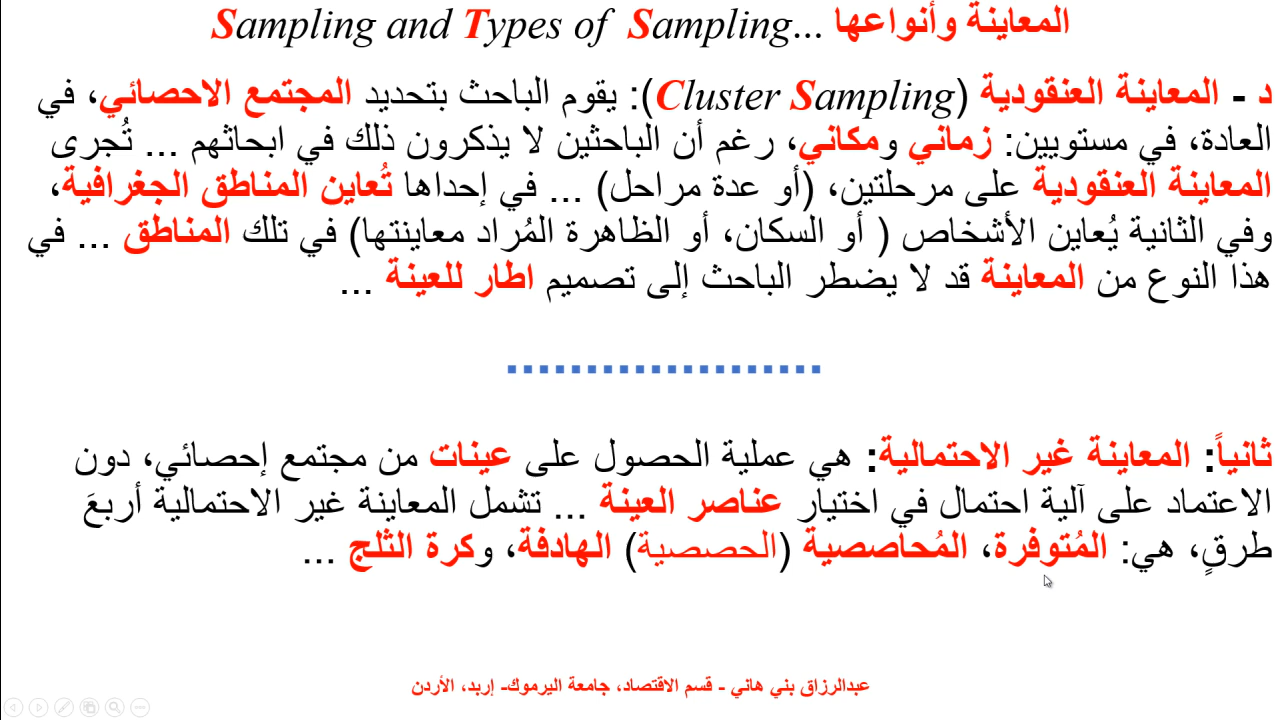 المعاينة وأنواعها ...Sampling and Types of Sampling
د - المعاينة العنقودية (Cluster Sampling): يقوم الباحث بتحديد المجتمع الاحصائي، في
العادة، في مستويين: زماني ومكاني، رغم أن الباحثين لا يذكرون ذلك في ابحاثهم ... تُجرى
المعاينة العنقودية على مرحلتين، (أو عدة مراحل) ... في إحداها تُعاين المناطق الجغرافية،
وفي الثانية يُعاين الأشخاص ( أو السكان، أو الظاهرة المُراد معاينتها) في تلك المناطق ... في
هذا النوع من المعاينة قد لا يضطر الباحث إلى تصميم اطار للعينة ...
ثانياً: المعاينة غير الاحتمالية: هي عملية الحصول على عينات من مجتمع إحصائي، دون
الاعتماد على آلية احتمال في اختيار عناصر العينة ... تشمل المعاينة غير الاحتمالية أربعَ
طرقٍ، هي: المُتوفرة، المُحاصصية (الحصصية) الهادفة، وكرة الثلج ...
عبدالرزاق بني هاني - قسم الاقتصاد، جامعة اليرموك- إربد، الأردن